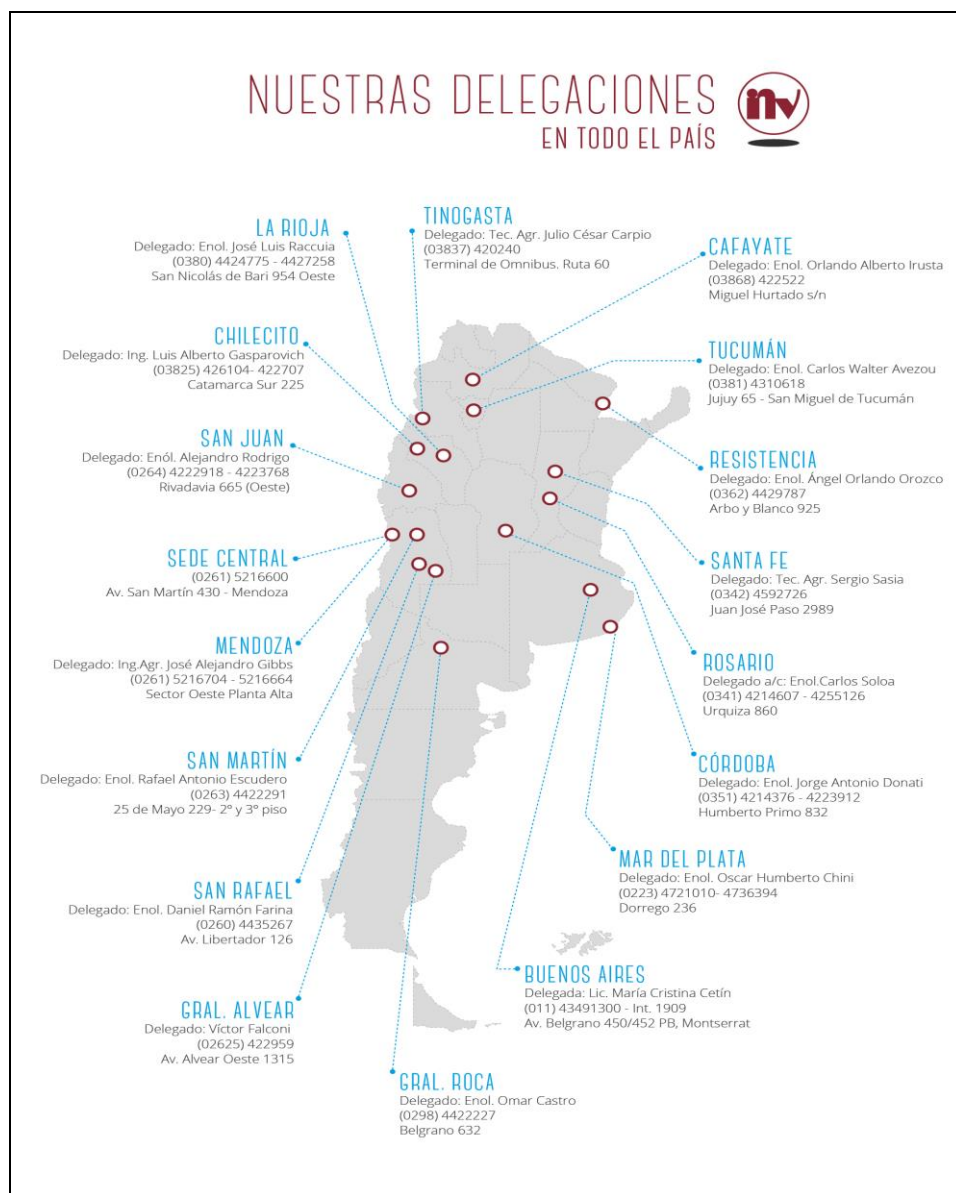 NUESTRAS DELEGACIONES
EN TODO EL PAÍS
inv
LA RIOJA
Delegado: Enol. José Luis Raccuia
(0380) 4424775 - 4427258
San Nicolás de Bari 954 Oeste
TINOGASTA
Delegado: Tec. Agr. Julio César Carpio
(03837) 420240
Terminal de Omnibus. Ruta 60
CAFAYATE
Delegado: Enol. Orlando Alberto Irusta
(03868) 422522
Miguel Hurtado s/n
CHILECITO
Delegado: Ing. Luis Alberto Gasparovich
(03825) 426104- 422707
Catamarca Sur 225
TUCUMÁN
Delegado: Enol. Carlos Walter Avezou
(0381) 4310618
Jujuy 65 - San Miguel de Tucumán
SAN JUAN
Delegado: Enól. Alejandro Rodrigo
(0264) 4222918 - 4223768
Rivadavia 665 (Oeste)
RESISTENCIA
Delegado: Enol. Ángel Orlando Orozco
(0362) 4429787
Arbo y Blanco 925
SEDE CENTRAL
(0261) 5216600
Av. San Martín 430 - Mendoza
SANTA FE
Delegado: Tec. Agr. Sergio Sasia
(0342) 4592726
Juan José Paso 2989
MENDOZA
Delegado: Ing.Agr. José Alejandro Gibbs
(0261) 5216704 - 5216664
Sector Oeste Planta Alta
ROSARIO
Delegado a/c: Enol.Carlos Soloa
(0341) 4214607 - 4255126
Urquiza 860
SAN MARTÍN
Delegado: Enol. Rafael Antonio Escudero
(0263) 4422291
25 de Mayo 229- 2º y 3º piso
CÓRDOBA
Delegado: Enol. Jorge Antonio Donati
(0351) 4214376 - 4223912
Humberto Primo 832
MAR DEL PLATA
Delegado: Enol. Oscar Humberto Chini
(0223) 4721010- 4736394
Dorrego 236
SAN RAFAEL
Delegado: Enol. Daniel Ramón Farina
(0260) 4435267
Av. Libertador 126
BUENOS AIRES
Delegada: Lic. María Cristina Cetín
(011) 43491300 - Int. 1909
Av. Belgrano 450/452 PB, Montserrat
GRAL. ALVEAR
Delegado: Víctor Falconi
(02625) 422959
Av. Alvear Oeste 1315
GRAL. ROCA
Delegado: Enol. Omar Castro
(0298) 4422227
Belgrano 632